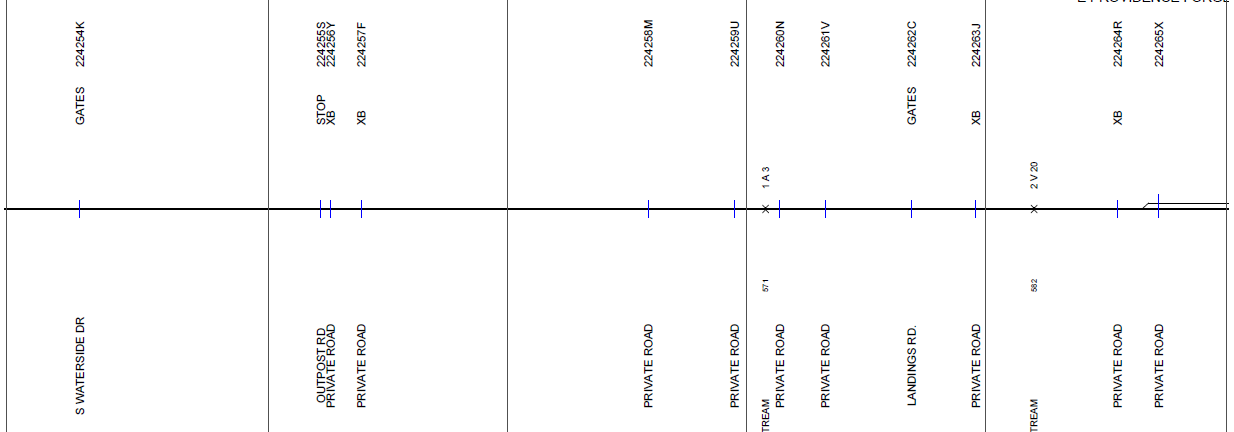 224254K
224255S
224256Y
224257F
224258M
224259U
224260N
224261V
224262C
224263J
224264R
224265X
GATES
STOP
XB
XB
GATES
XB
XB
1 A 3
2 V 20
571
582
S WATERSIDE DR
OUTPOST RD
PRIVATE ROAD
PRIVATE ROAD
PRIVATE ROAD
PRIVATE ROAD
TREAM
PRIVATE ROAD
PRIVATE ROAD
LANDINGS RD.
PRIVATE ROAD
TREAM
PRIVATE ROAD
PRIVATE ROAD